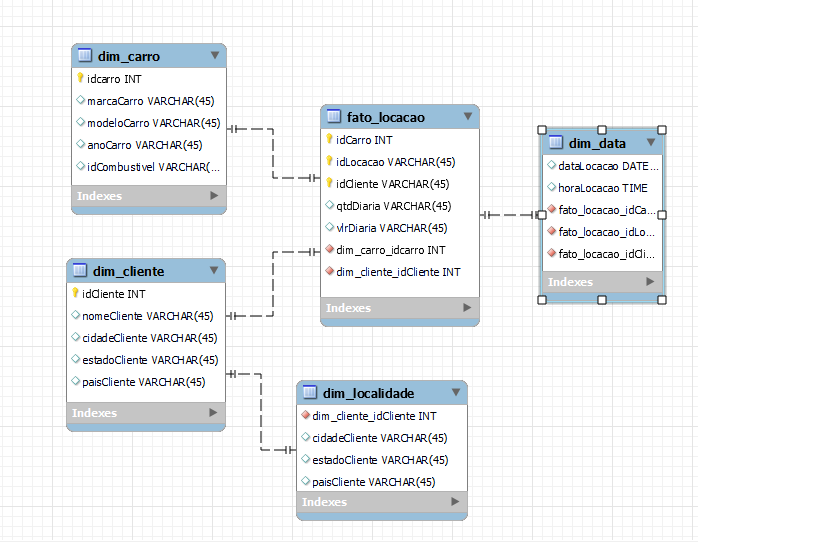 dim_carro
idcarro INT
marcaCarro VARCHAR(45)
modeloCarro VARCHAR(45)
anoCarro VARCHAR(45)
idCombustivel VARCHAR(...
Indexes
fato_locacao
idCarro INT
idLocacao VARCHAR(45)
idCliente VARCHAR(45)
qtdDiaria VARCHAR(45)
vlrDiaria VARCHAR(45)
dim_carro_idcarro INT
dim_cliente_idCliente INT
Indexes
dim_data
dataLocacao DATE...
horaLocacao TIME
fato_locacao_idCa...
fato_locacao_idLo...
fato_locacao_idCli...
Indexes
dim_cliente
idCliente INT
nomeCliente VARCHAR(45)
cidadeCliente VARCHAR(45)
estadoCliente VARCHAR(45)
paisCliente VARCHAR(45)
Indexes
dim_localidade
dim_cliente_idCliente INT
cidadeCliente VARCHAR(45)
estadoCliente VARCHAR(45)
paisCliente VARCHAR(45)
Indexes